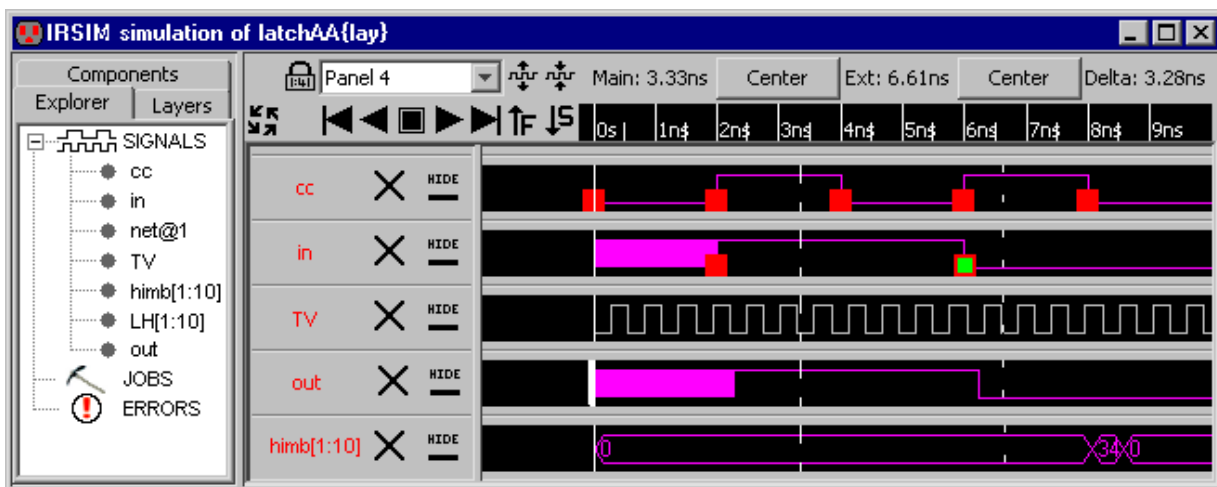 IRSIM simulation of latchAA{lay}
Components
Explorer Layers
SIGNALS
cc
in
net@1
TV
himb[1:10]
LH[1:10]
out
JOBS
ERRORS
1:41 Panel 4 Main: 3.33ns Center Ext: 6.61ns Center Delta: 3.28ns
F S 0s 1ns 2ns 3ns 4ns 5ns 6ns 7ns 8ns 9ns
cc HIDE
in HIDE
TV HIDE
out HIDE
himb[1:10] HIDE 0 34 0